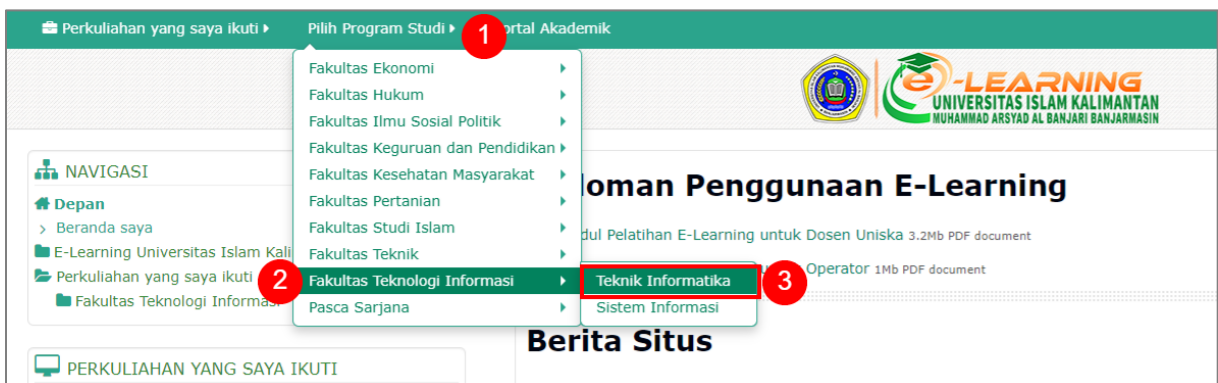 Perkuliahan yang saya ikuti
Pilih Program Studi
1
Akademik
Fakultas Ekonomi
Fakultas Hukum
Fakultas Ilmu Sosial Politik
Fakultas Keguruan dan Pendidikan
Fakultas Kesehatan Masyarakat
Fakultas Pertanian
Fakultas Studi Islam
Fakultas Teknik
2
Fakultas Teknologi Informasi
Pasca Sarjana
Teknik Informatika
3
Sistem Informasi
e-LEARNING
UNIVERSITAS ISLAM KALIMANTAN
MUHAMMAD ARSYAD AL BANJARI BANJARMASIN
NAVIGASI
Depan
> Beranda saya
E-Learning Universitas Islam Kali
Perkuliahan yang saya ikuti
Fakultas Teknologi Informasi
PERKULIAHAN YANG SAYA IKUTI
oman Penggunaan E-Learning
dul Pelatihan E-Learning untuk Dosen Uniska 3.2Mb PDF document
Operator 1Mb PDF document
Berita Situs